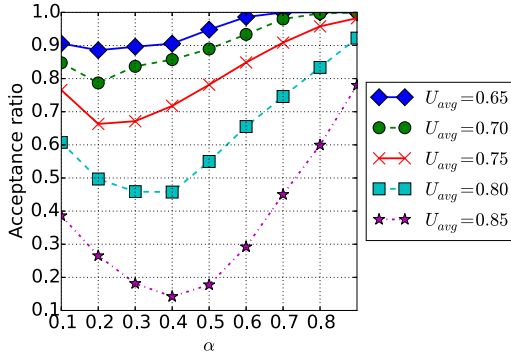 Acceptance ratio
1.0
0.9
0.8
0.7
0.6
0.5
0.4
0.3
0.2
0.1
0.1 0.2 0.3 0.4 0.5 0.6 0.7 0.8
α
U_avg=0.65
U_avg=0.70
U_avg=0.75
U_avg=0.80
U_avg=0.85